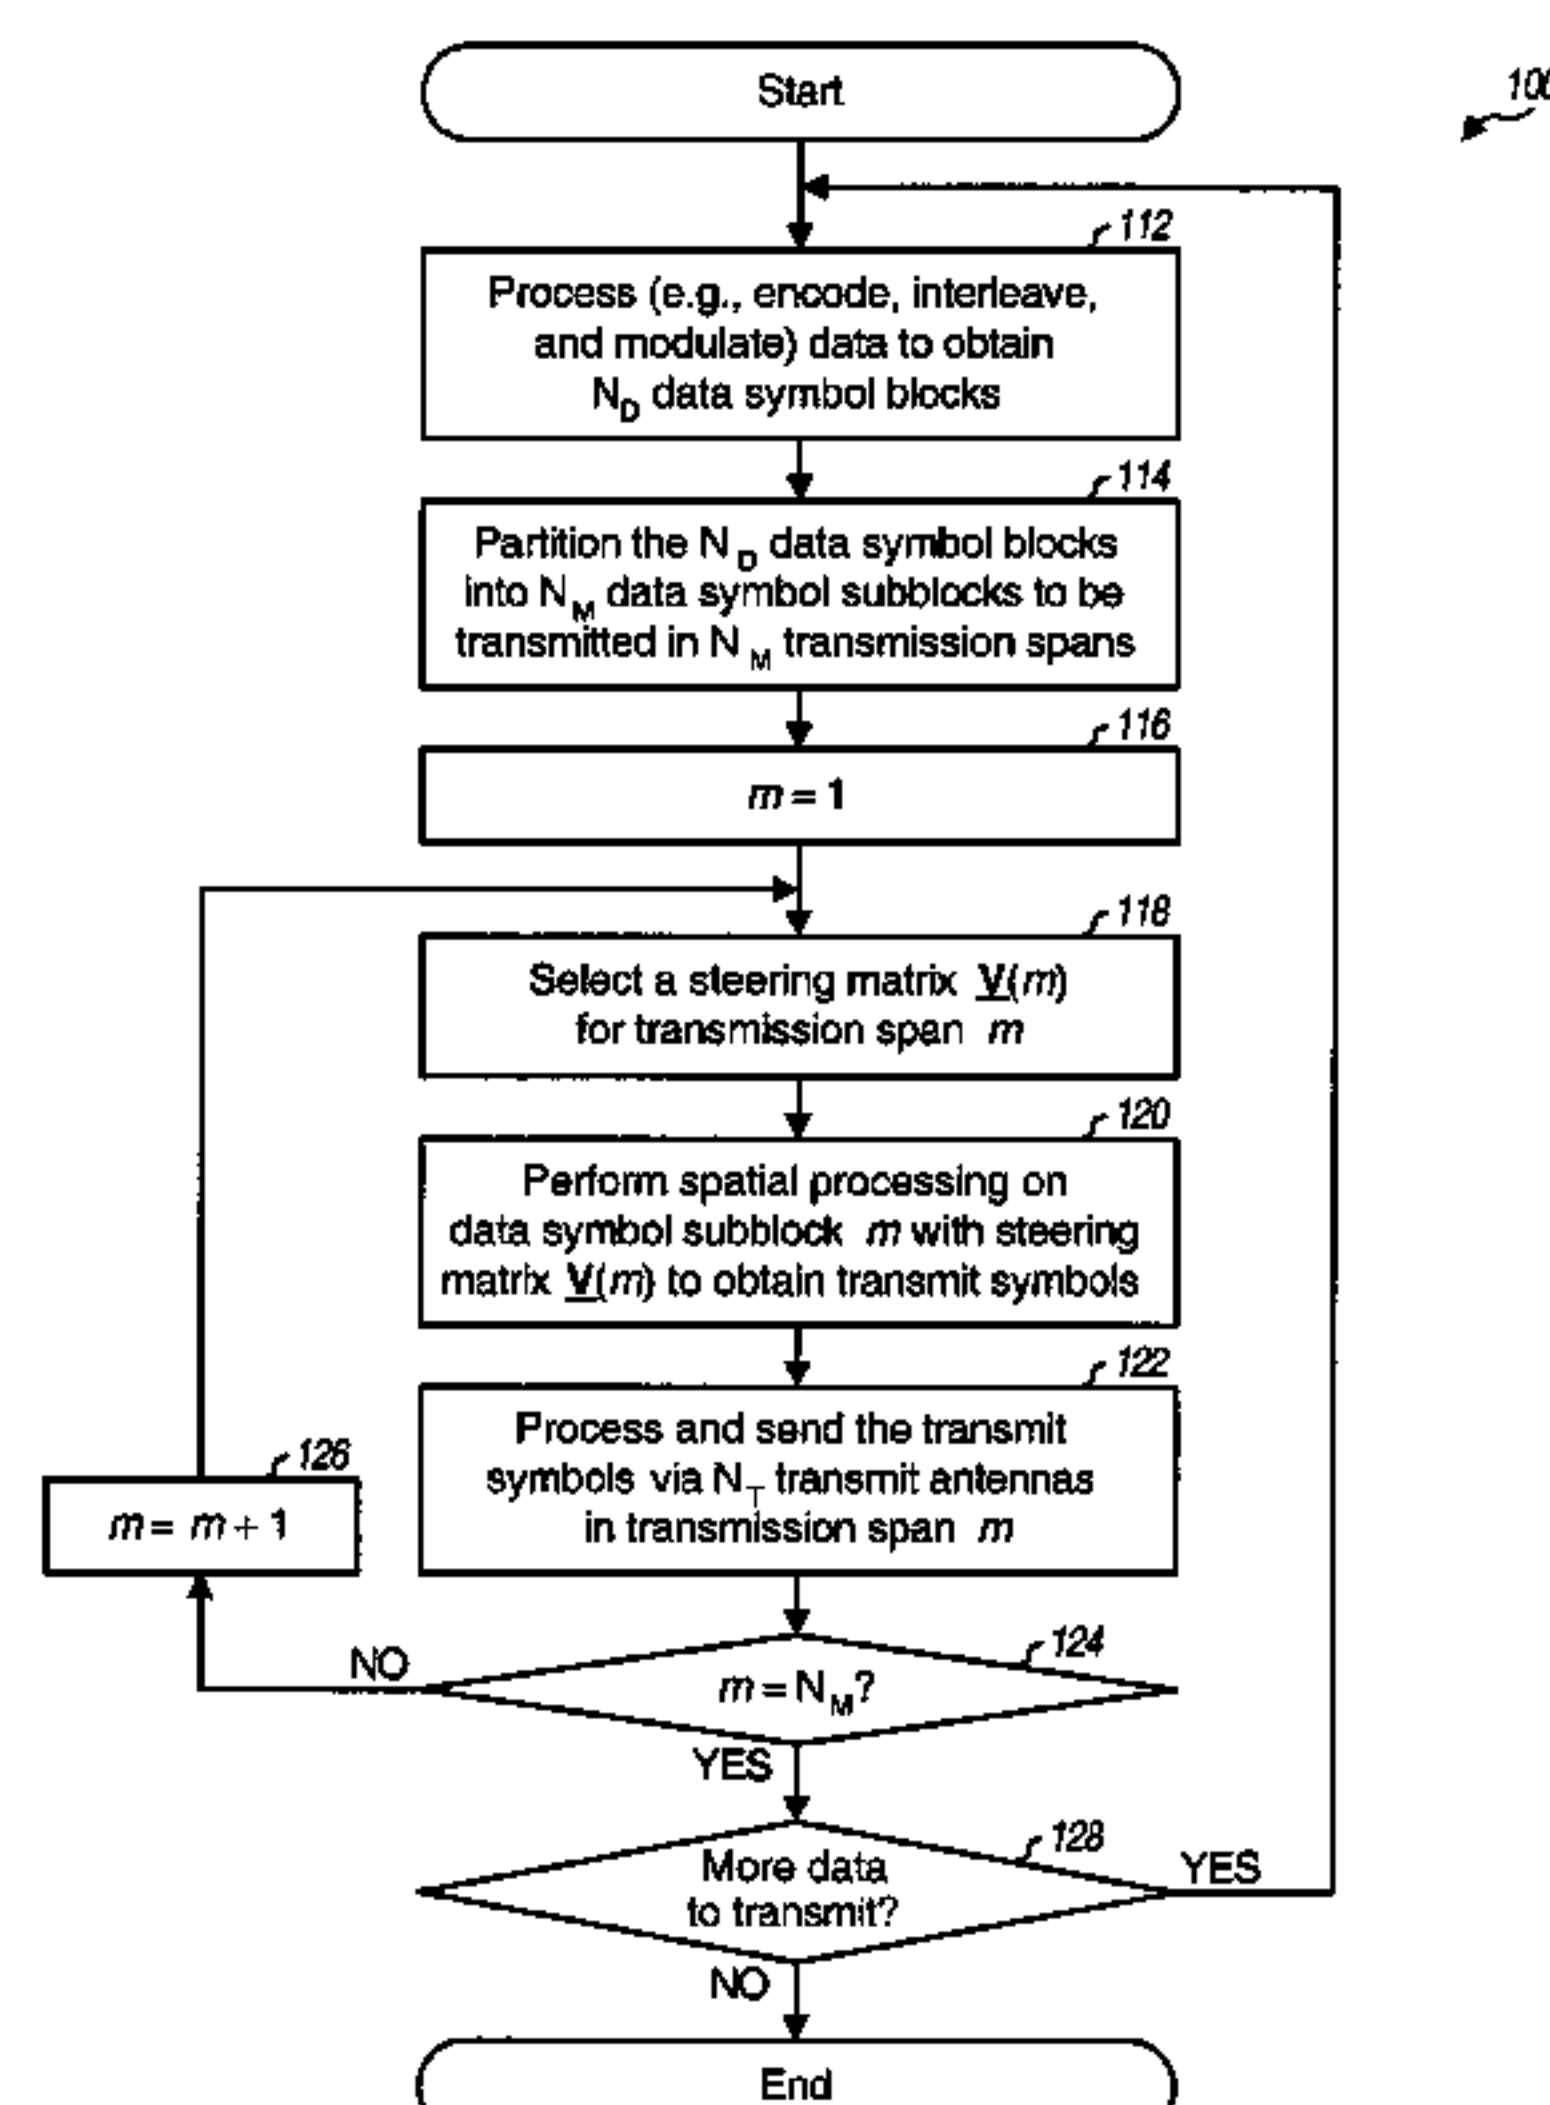 Start
100
112
Process (e.g., encode, interleave,
and modulate) data to obtain
N_D data symbol blocks
114
Partition the N_D data symbol blocks
into N_M data symbol subblocks to be
transmitted in N_M transmission spans
116
m = 1
118
Select a steering matrix V(m)
for transmission span m
120
Perform spatial processing on
data symbol subblock m with steering
matrix V(m) to obtain transmit symbols
122
Process and send the transmit
symbols via N_T transmit antennas
in transmission span m
126
m = m + 1
124
NO
m = N_M?
YES
128
More data
to transmit?
YES
NO
End